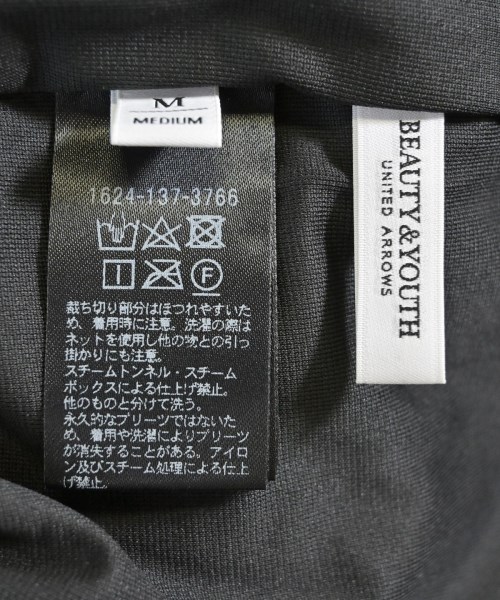 M
MEDIUM
1624-137-3766
F
裁ち切り部分はほつれやすいた
め、着用時に注意。洗濯の際は
ネットを使用し他の物との引っ
掛かりにも注意。
スチームトンネル・スチーム
ボックスによる仕上げ禁止。
他のものと分けて洗う。
永久的なプリーツではないた
め、着用や洗濯によりプリーツ
が消失することがある。アイロ
ン及びスチーム処理による仕上
げ禁止。
BEAUTY & YOUTH
UNITED ARROWS